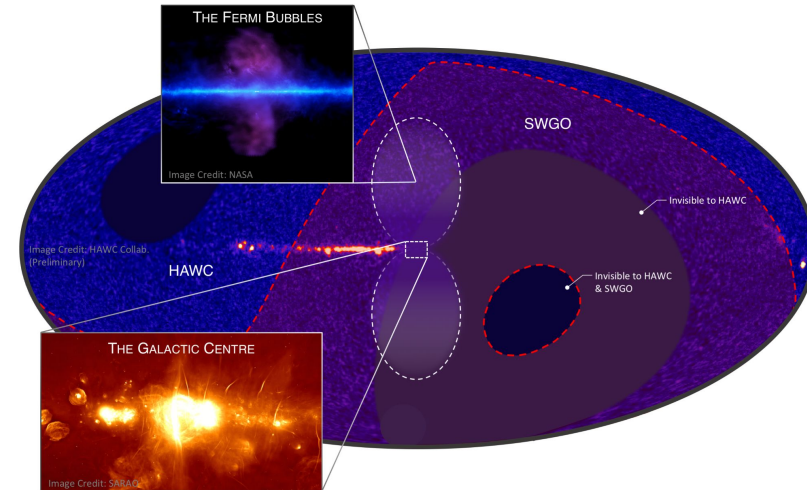 THE FERMI BUBBLES
Image Credit: NASA
SWGO
Invisible to HAWC
Image Credit: HAWC Collab.
(Preliminary)
HAWC
Invisible to HAWC
& SWGO
THE GALACTIC CENTRE
Image Credit: SARAO